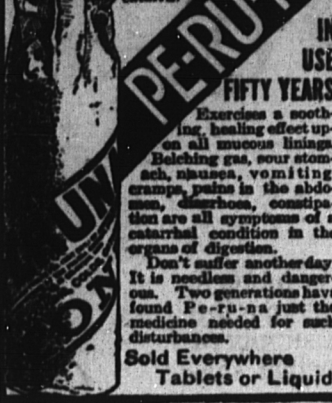 PE-RU-N
IN
USE
FIFTY YEARS
Exercises a sooth-
ing, healing effect up
on all mucous linings
Belching gas, sour stom
ach, nausea, vomiting
cramps, pains in the abdo
men, diarrhoea, constipa
tion are all symptoms of
catarrhal condition in the
organs of digestion.
Don't suffer another day
It is needless and danger
ous. Two generations have
found Pe-ru-na just the
medicine needed for such
disturbances.
Sold Everywhere
Tablets or Liquid
UN
ON